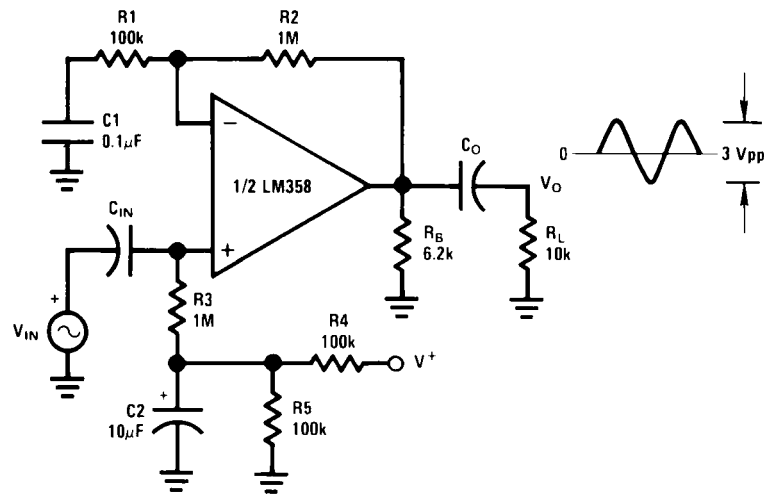 R1
100k
R2
1M
C1
0.1μF
−
1/2 LM358
+
CO
VO
0
3 Vpp
CIN
RB
6.2k
RL
10k
+
VIN
R3
1M
R4
100k
V+
+
C2
10μF
R5
100k